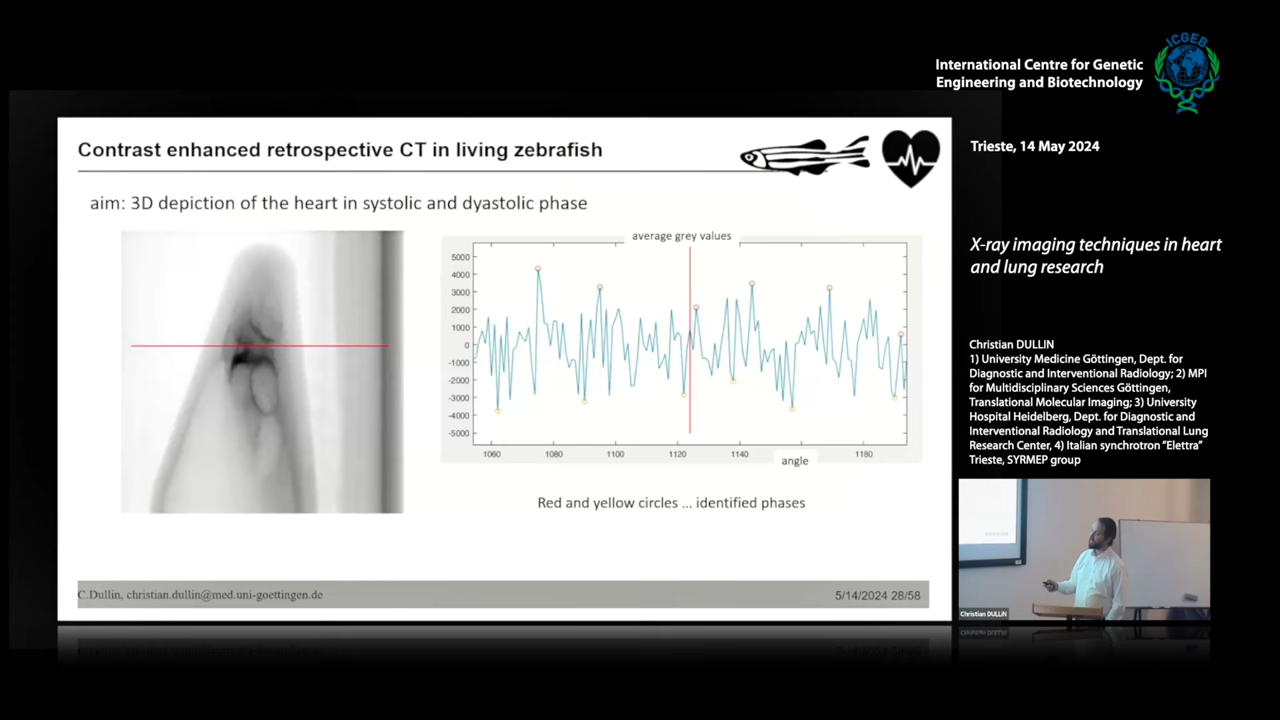 ICGEB
International Centre for Genetic
Engineering and Biotechnology
Contrast enhanced retrospective CT in living zebrafish
Trieste, 14 May 2024
aim: 3D depiction of the heart in systolic and dyastolic phase
average grey values
5000
4000
3000
2000
1000
0
-1000
-2000
-3000
-4000
-5000
1060
1080
1100
1120
1140
1180
angle
Red and yellow circles ... identified phases
C.Dullin, christian.dullin@med.uni-goettingen.de
5/14/2024 28/58
X-ray imaging techniques in heart
and lung research
Christian DULLIN
1) University Medicine Göttingen, Dept. for
Diagnostic and Interventional Radiology; 2) MPI
for Multidisciplinary Sciences Göttingen,
Translational Molecular Imaging; 3) University
Hospital Heidelberg, Dept. for Diagnostic and
Interventional Radiology and Translational Lung
Research Center, 4) Italian synchrotron “Elettra”
Trieste, SYRMEP group
Christian DULLIN